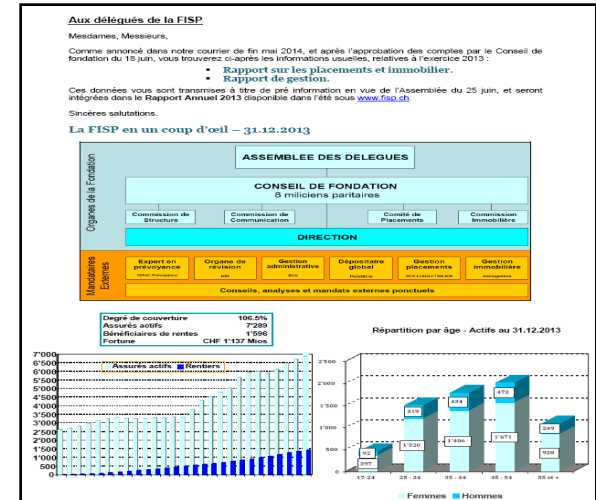 Aux délégués de la FISP
Mesdames, Messieurs,
Comme annoncé dans notre courrier de fin mai 2014, et après l'approbation des comptes par le Conseil de
fondation du 18 juin, vous trouverez ci-après les informations usuelles, relatives à l'exercice 2013 :
• Rapport sur les placements et immobilier.
• Rapport de gestion.
Ces données vous sont transmises à titre de pré information en vue de l'Assemblée du 25 juin, et seront
intégrées dans le Rapport Annuel 2013 disponible dans l'été sous www.fisp.ch.
Sincères salutations.
La FISP en un coup d'œil – 31.12.2013
Organes de la Fondation
ASSEMBLEE DES DELEGUES
CONSEIL DE FONDATION
8 miliciens paritaires
Commission de Structure
Commission de Communication
Comité de Placements
Commission Immobilière
DIRECTION
Mandataires Externes
Expert en prévoyance
Organe de révision
Gestion administrative
Dépositaire global
Gestion placements
Gestion immobilière
Conseils, analyses et mandats externes ponctuels
Degré de couverture 106.5%
Assurés actifs 7'289
Bénéficiaires de rentes 1'596
Fortune CHF 1'137 Mios
Assurés actifs Rentiers
7'000
6'500
6'000
5'500
5'000
4'500
4'000
3'500
3'000
2'500
2'000
1'500
1'000
500
0
Répartition par âge - Actifs au 31.12.2013
2'500
2'000
1'500
1'000
500
0
92
397
319
1'320
434
1'406
473
1'671
249
928
17-24
25 - 34
35 - 44
45 - 54
55 et +
Femmes Hommes